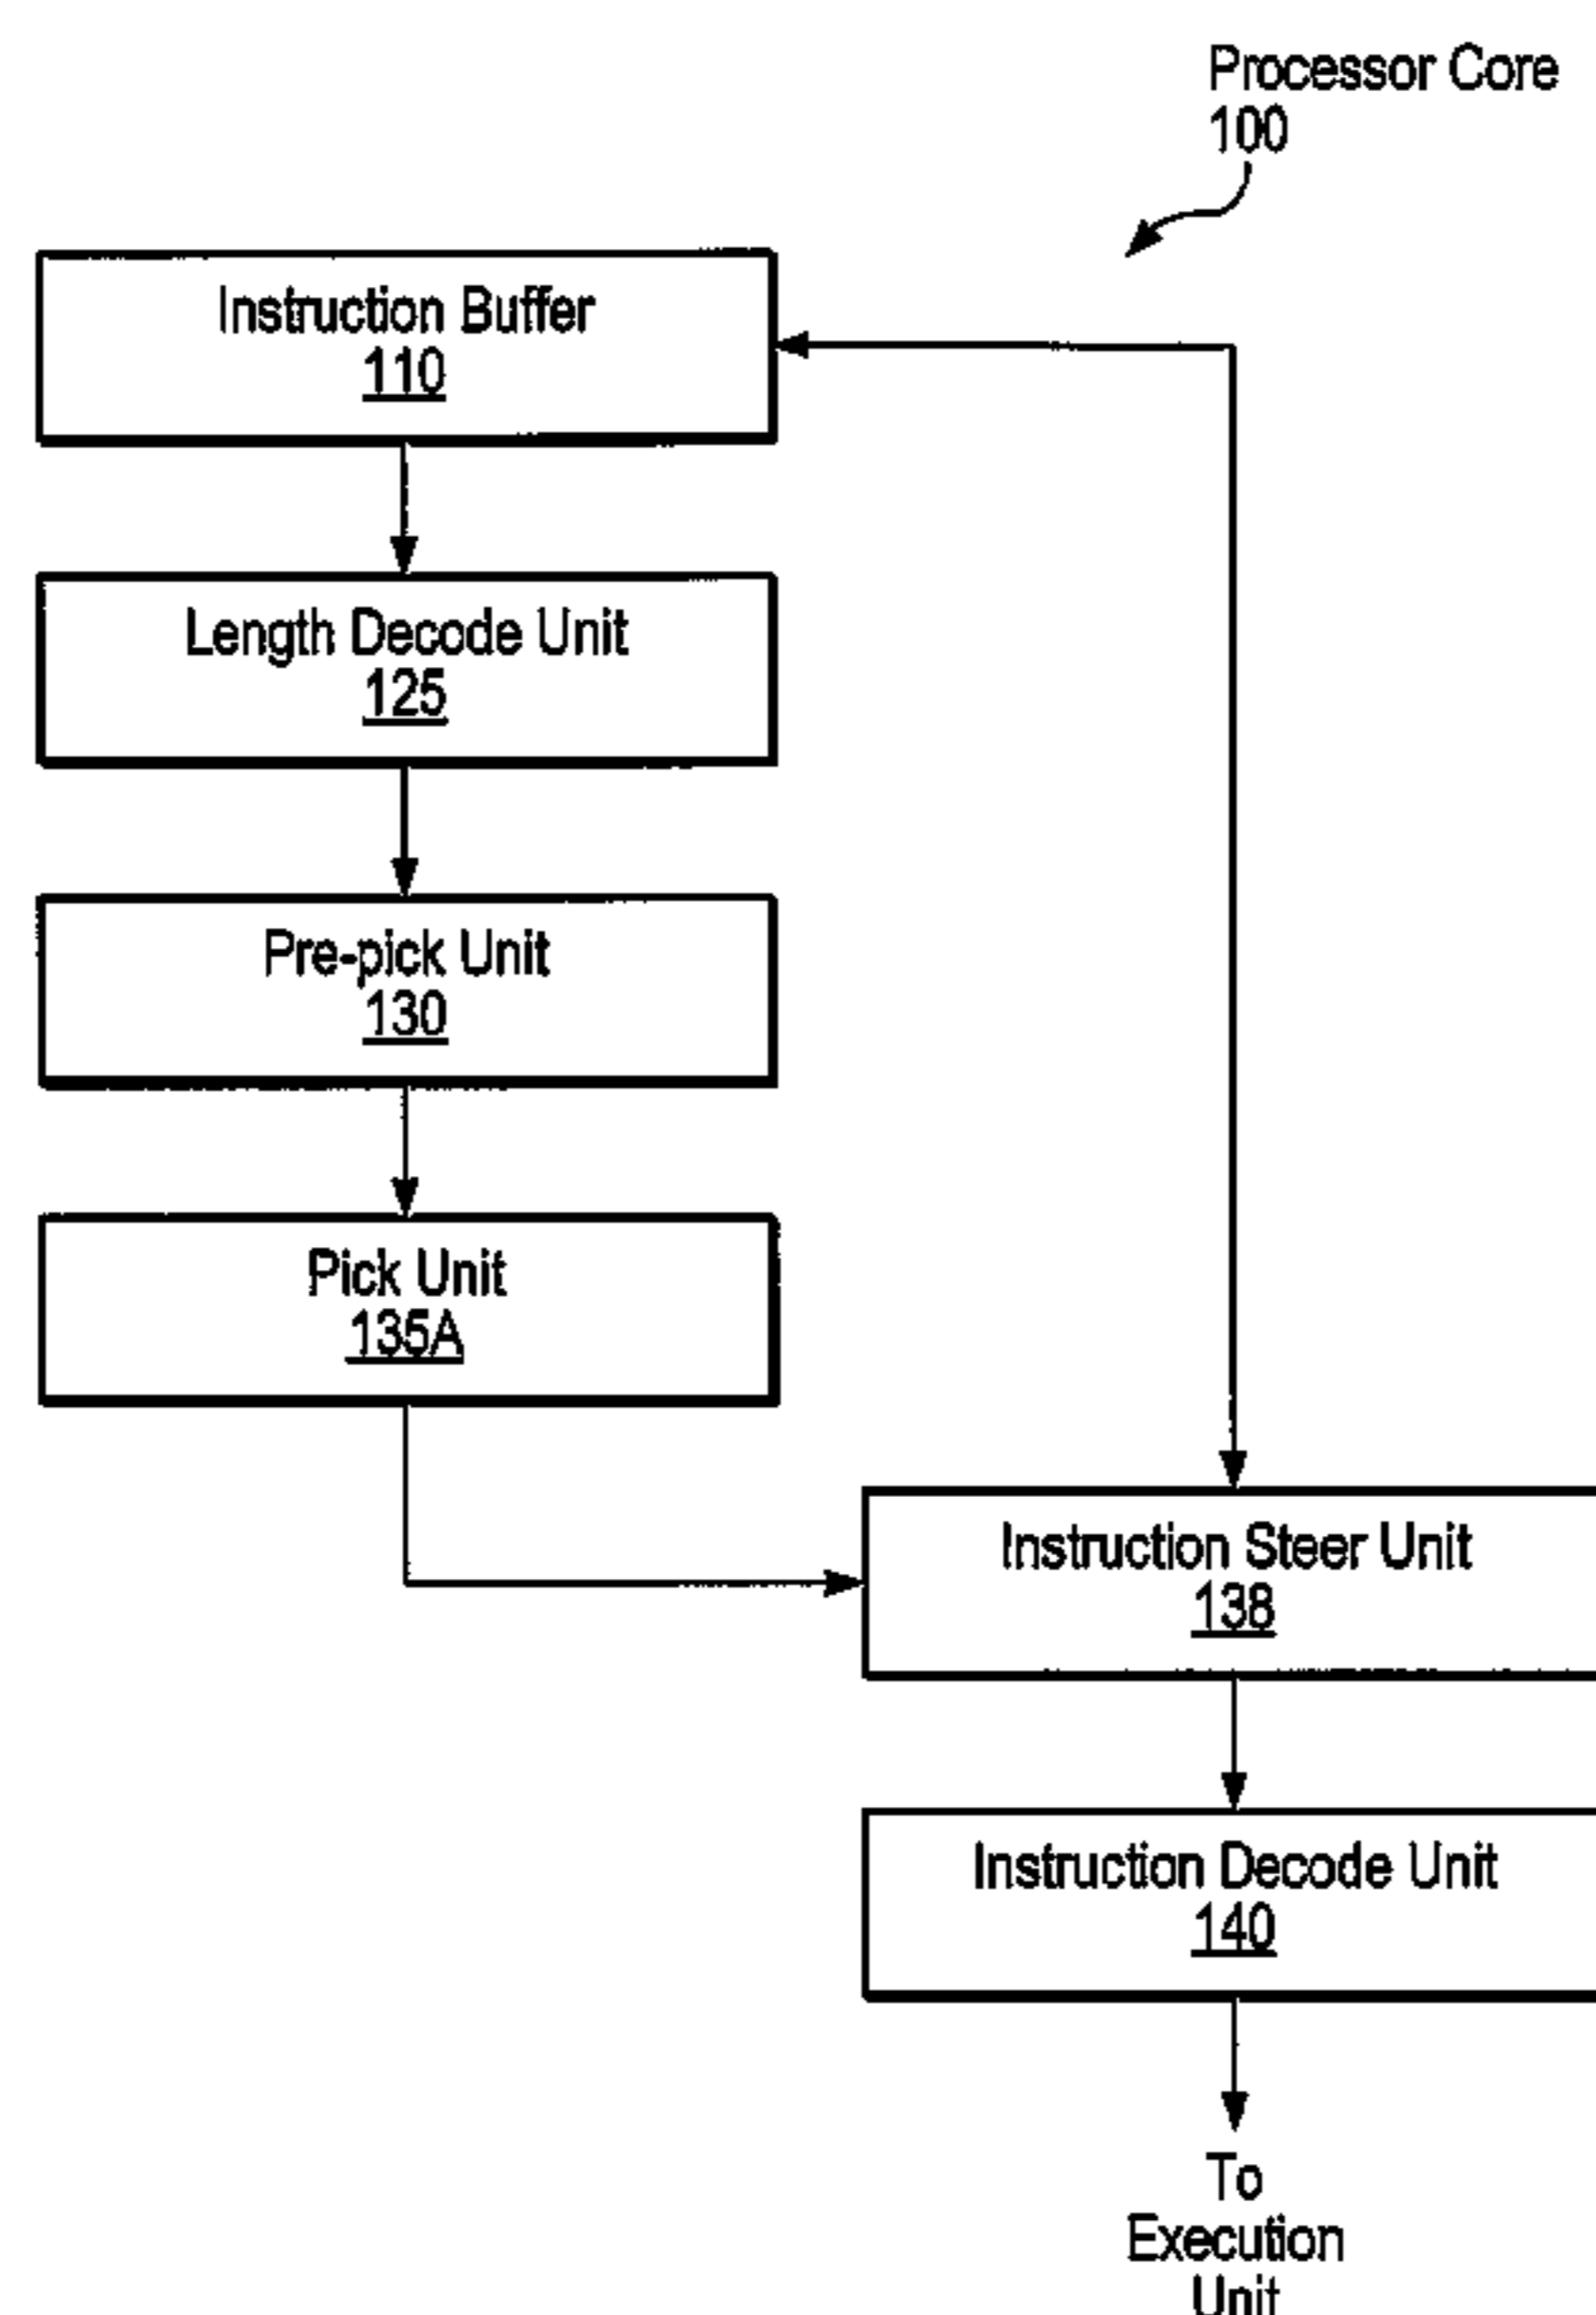 Processor Core
100
Instruction Buffer
110
Length Decode Unit
125
Pre-pick Unit
130
Pick Unit
135A
Instruction Steer Unit
138
Instruction Decode Unit
140
To
Execution
Unit